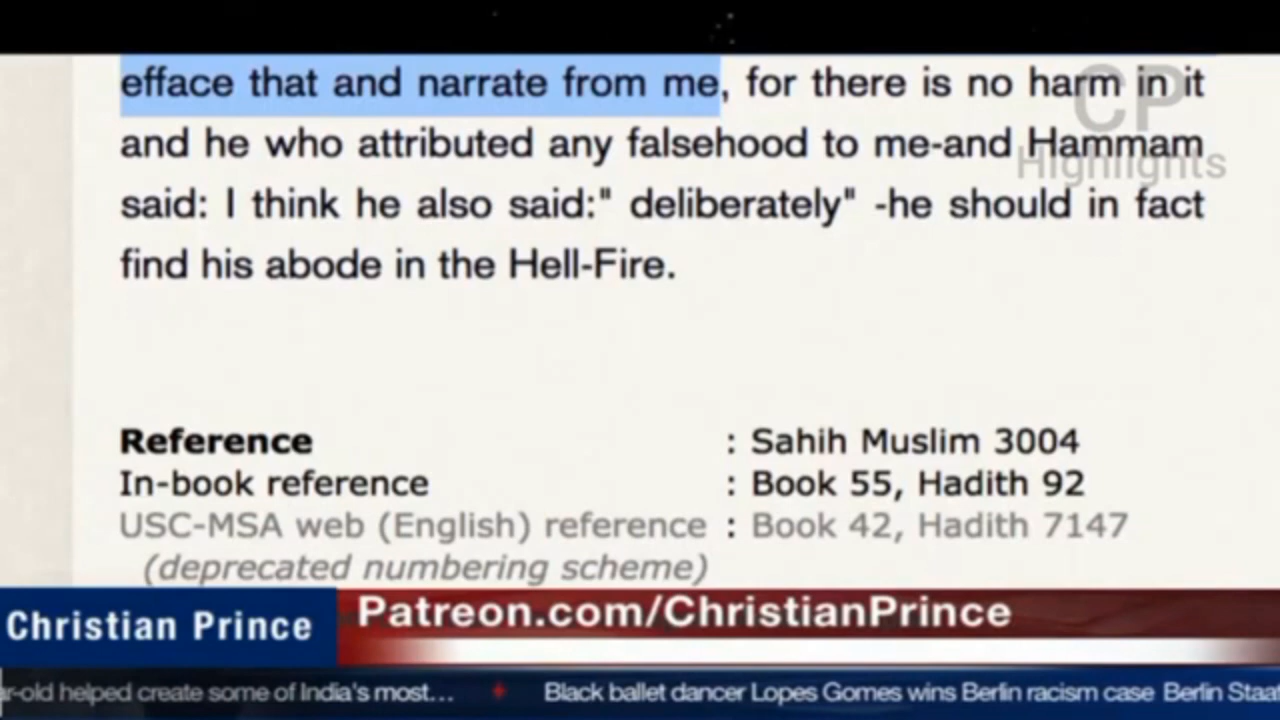 efface that and narrate from me, for there is no harm in it
CP
and he who attributed any falsehood to me-and Hammam
Highlights
said: I think he also said:" deliberately" -he should in fact
find his abode in the Hell-Fire.
Reference : Sahih Muslim 3004
In-book reference : Book 55, Hadith 92
USC-MSA web (English) reference : Book 42, Hadith 7147
(deprecated numbering scheme)
Christian Prince
Patreon.com/ChristianPrince
r-old helped create some of India's most... Black ballet dancer Lopes Gomes wins Berlin racism case Berlin Staat